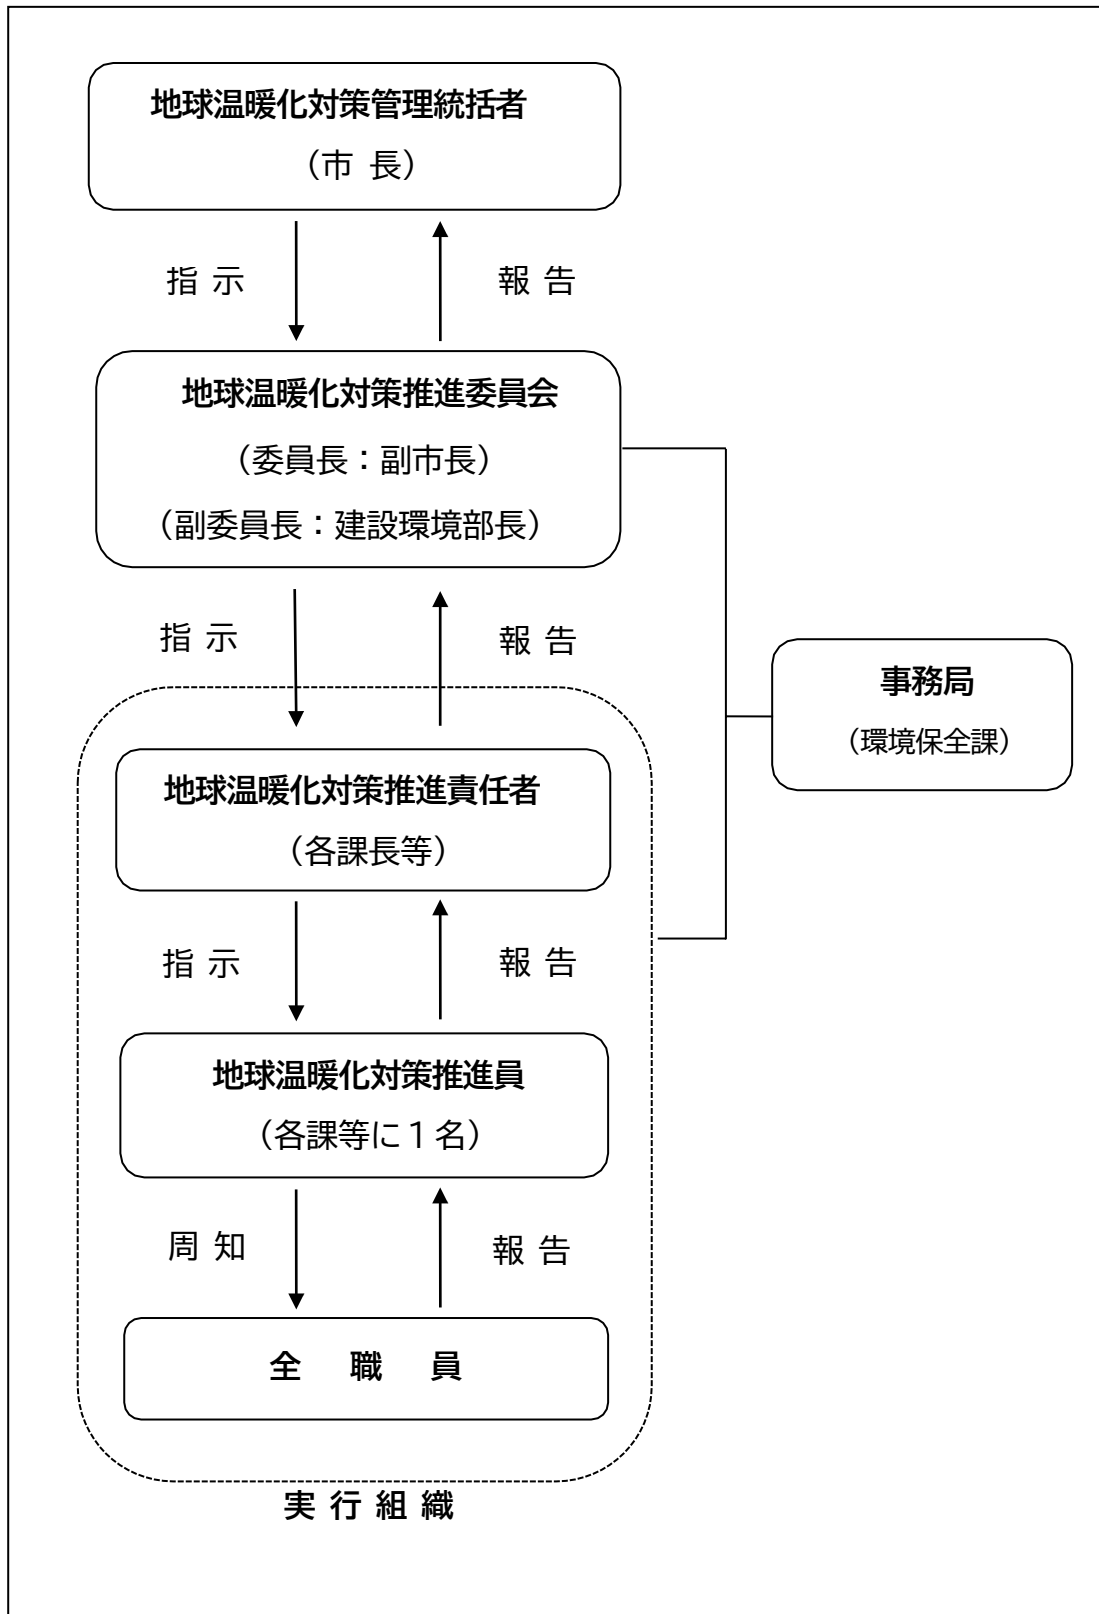 地球温暖化対策管理統括者
（市 長）
指 示
報 告
地球温暖化対策推進委員会
（委員長：副市長）
（副委員長：建設環境部長）
指 示
報 告
事務局
（環境保全課）
地球温暖化対策推進責任者
（各課長等）
指 示
報 告
地球温暖化対策推進員
（各課等に１名）
周 知
報 告
全 職 員
実 行 組 織